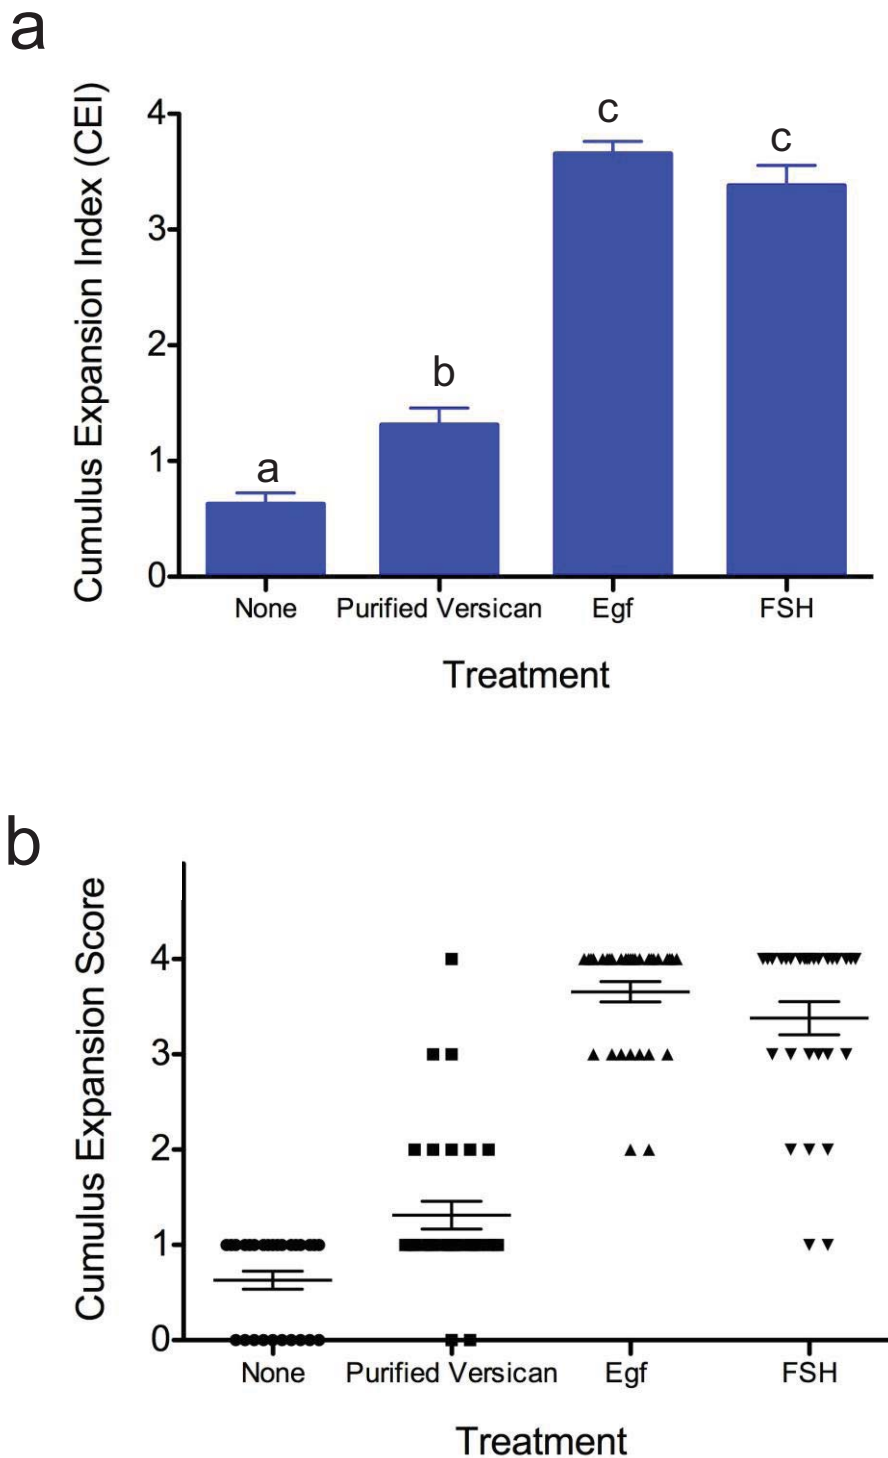 a
Cumulus Expansion Index (CEI)
4
3
2
1
0
a
b
c
c
None Purified Versican Egf FSH
Treatment
b
Cumulus Expansion Score
4
3
2
1
0
None Purified Versican Egf FSH
Treatment